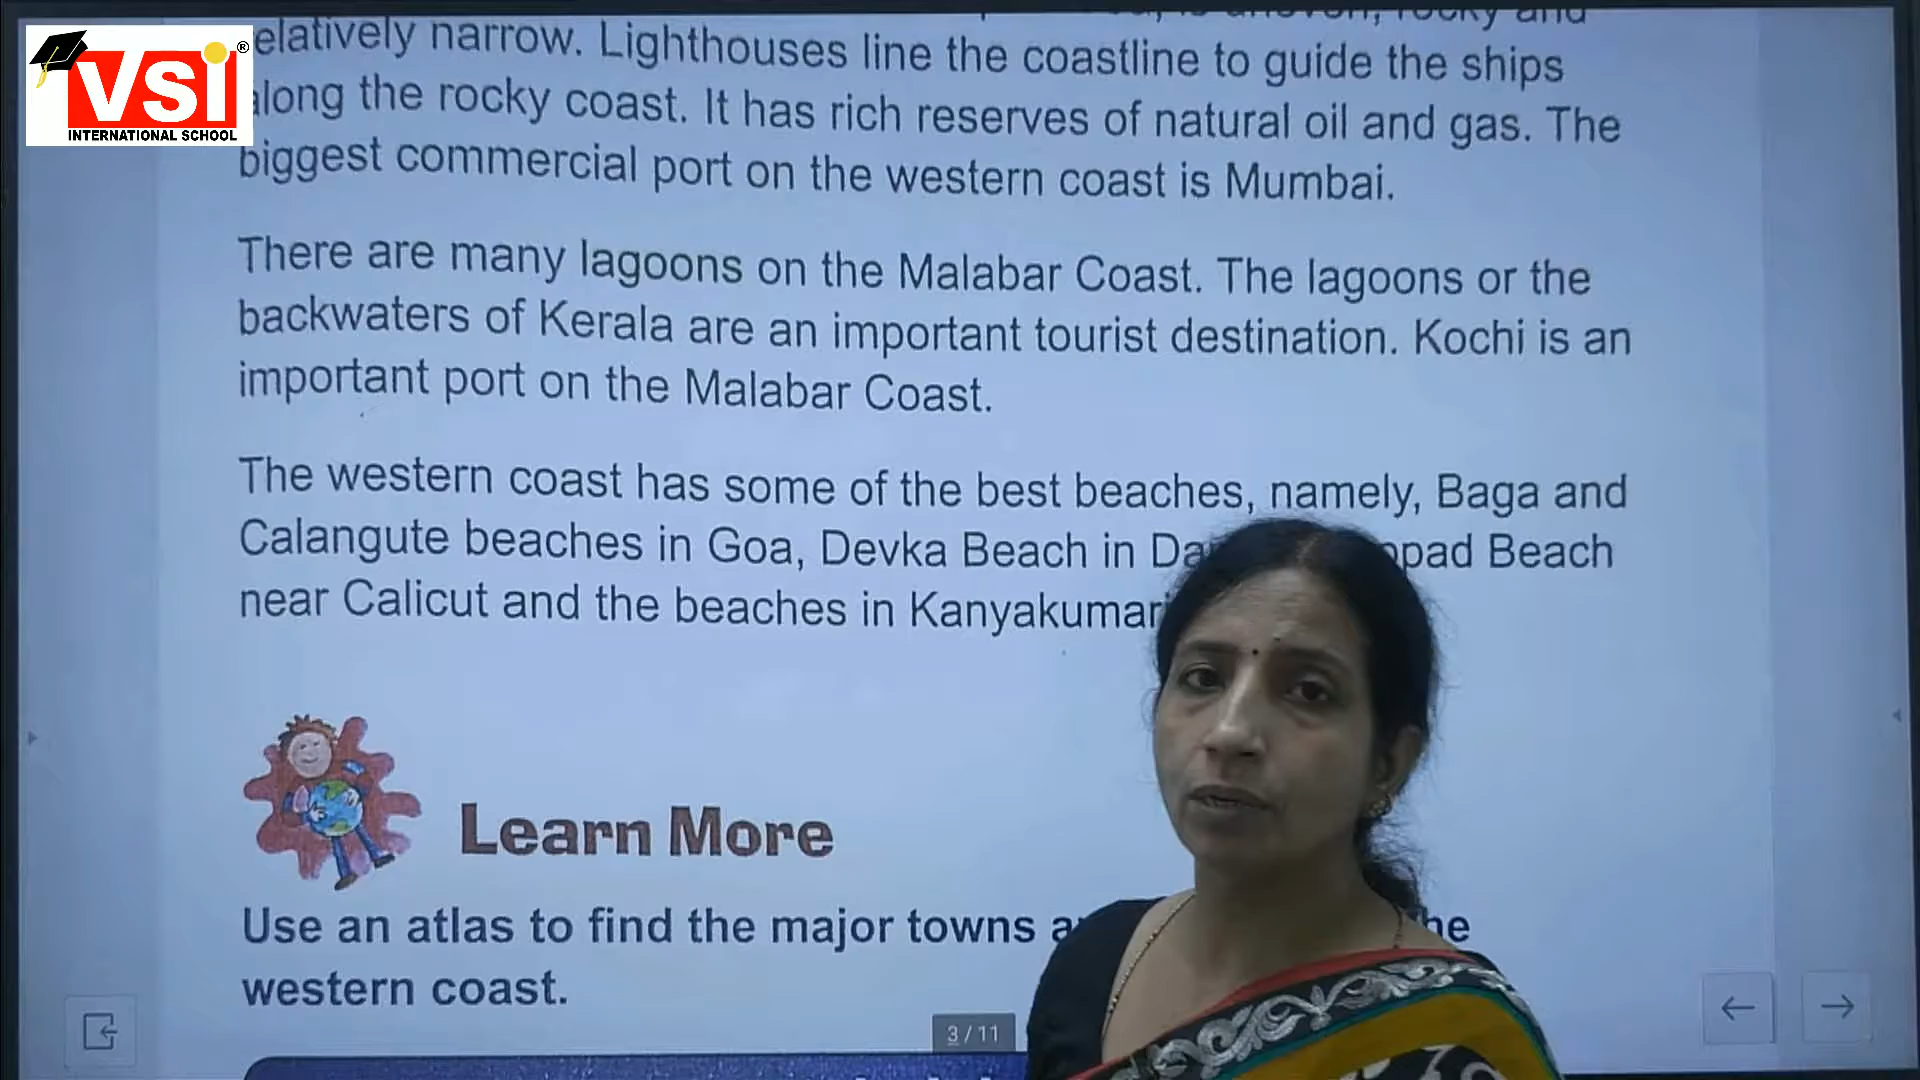 VSI®
INTERNATIONAL SCHOOL
rocky and
elatively narrow. Lighthouses line the coastline to guide the ships
along the rocky coast. It has rich reserves of natural oil and gas. The
biggest commercial port on the western coast is Mumbai.
There are many lagoons on the Malabar Coast. The lagoons or the
backwaters of Kerala are an important tourist destination. Kochi is an
important port on the Malabar Coast.
The western coast has some of the best beaches, namely, Baga and
Calangute beaches in Goa, Devka Beach in Da pad Beach
near Calicut and the beaches in Kanyakumari
Learn More
Use an atlas to find the major towns a he
western coast.
3 / 11